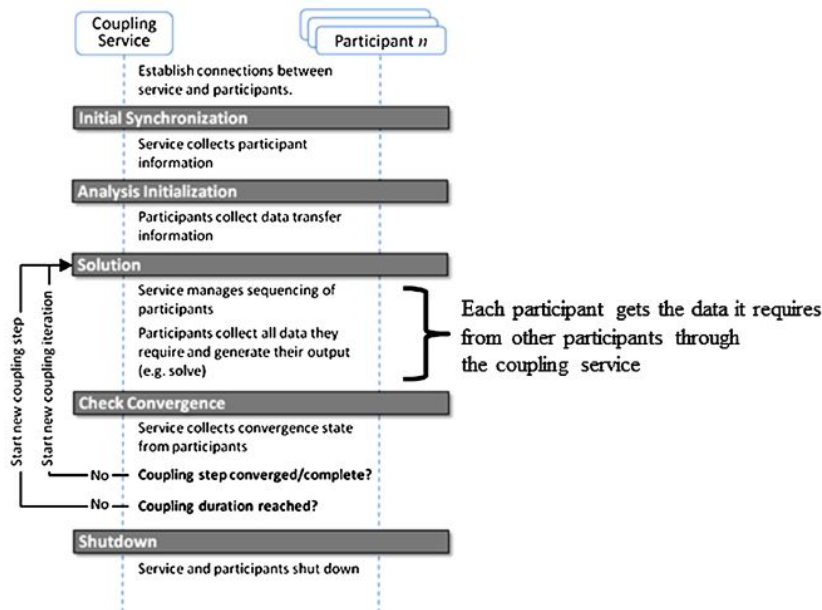 Coupling
Service
Participant n
Establish connections between
service and participants.
Initial Synchronization
Service collects participant
information
Analysis Initialization
Participants collect data transfer
information
Solution
Service manages sequencing of
participants
Participants collect all data they
require and generate their output
(e.g. solve)
Each participant gets the data it requires
from other participants through
the coupling service
Start new coupling step
Start new coupling iteration
Check Convergence
Service collects convergence state
from participants
No Coupling step converged/complete?
No Coupling duration reached?
Shutdown
Service and participants shut down